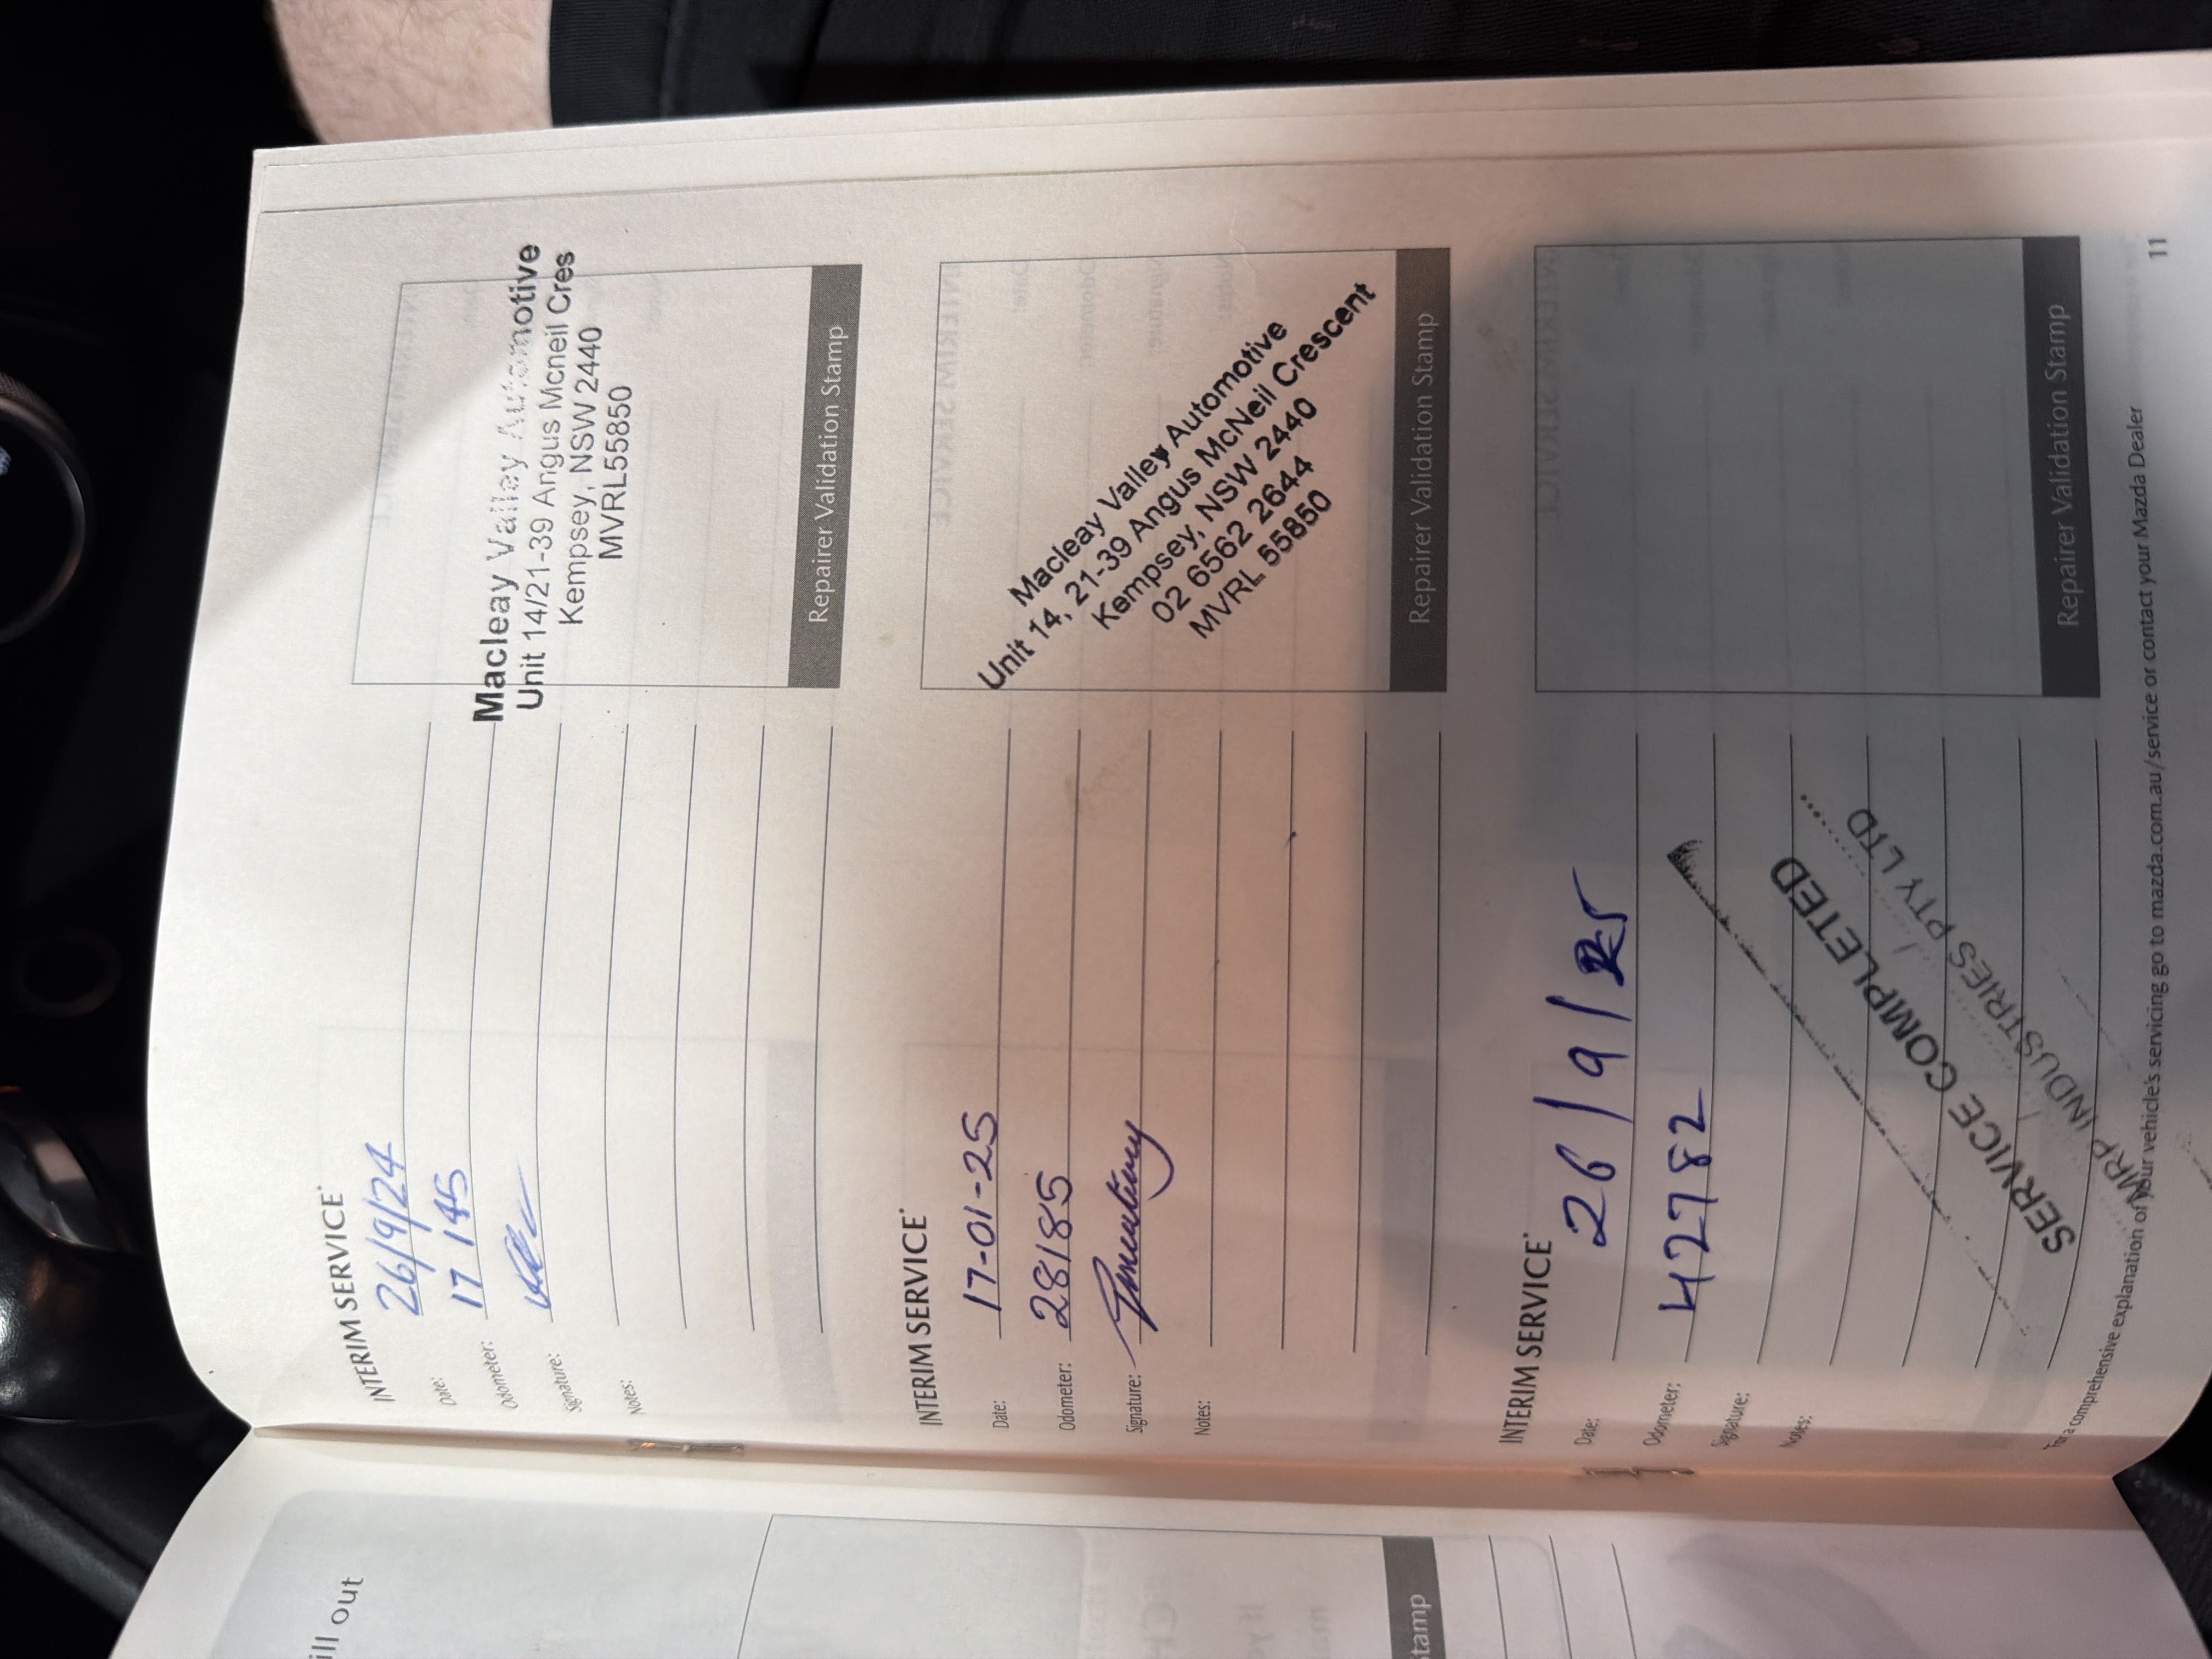 INTERIM SERVICE*
Date: 26/9/24
Odometer: 17 145
Signature:
Notes:
Macleay Valley Automotive
Unit 14/21-39 Angus Mcneil Cres
Kempsey, NSW 2440
MVRL55850
Repairer Validation Stamp
INTERIM SERVICE*
Date: 17-01-25
Odometer: 28185
Signature:
Notes:
Macleay Valley Automotive
Unit 14, 21-39 Angus McNeil Crescent
Kempsey, NSW 2440
02 6562 2644
MVRL 55850
Repairer Validation Stamp
INTERIM SERVICE*
Date: 26/9/25
Odometer: 42782
Signature:
Notes:
SERVICE COMPLETED
MRP INDUSTRIES PTY LTD
Repairer Validation Stamp
For a comprehensive explanation of your vehicle's servicing go to mazda.com.au/service or contact your Mazda Dealer
11
out